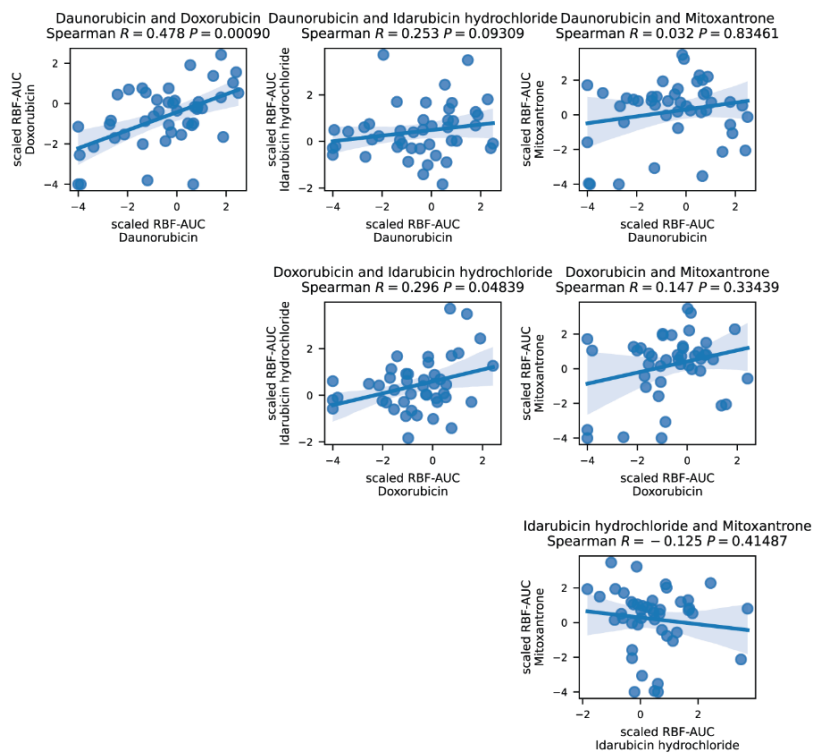 Daunorubicin and Doxorubicin
Spearman R = 0.478 P = 0.00090
2
0
−2
−4
scaled RBF-AUC
Doxorubicin
−4 −2 0 2
scaled RBF-AUC
Daunorubicin
Daunorubicin and Idarubicin hydrochloride
Spearman R = 0.253 P = 0.09309
4
2
0
−2
scaled RBF-AUC
Idarubicin hydrochloride
−4 −2 0 2
scaled RBF-AUC
Daunorubicin
Daunorubicin and Mitoxantrone
Spearman R = 0.032 P = 0.83461
2
0
−2
−4
scaled RBF-AUC
Mitoxantrone
−4 −2 0 2
scaled RBF-AUC
Daunorubicin
Doxorubicin and Idarubicin hydrochloride
Spearman R = 0.296 P = 0.04839
4
2
0
−2
scaled RBF-AUC
Idarubicin hydrochloride
−4 −2 0 2
scaled RBF-AUC
Doxorubicin
Doxorubicin and Mitoxantrone
Spearman R = 0.147 P = 0.33439
2
0
−2
−4
scaled RBF-AUC
Mitoxantrone
−4 −2 0 2
scaled RBF-AUC
Doxorubicin
Idarubicin hydrochloride and Mitoxantrone
Spearman R = − 0.125 P = 0.41487
2
0
−2
−4
scaled RBF-AUC
Mitoxantrone
−2 0 2
scaled RBF-AUC
Idarubicin hydrochloride